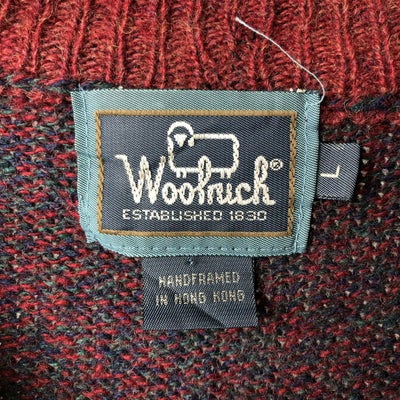 Woolrich®
ESTABLISHED 1830
L
HANDFRAMED
IN HONG KONG